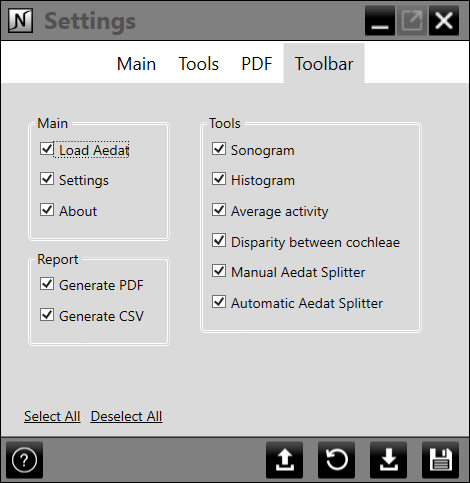 N Settings
Main Tools PDF Toolbar
Main
Load Aedat
Settings
About
Report
Generate PDF
Generate CSV
Tools
Sonogram
Histogram
Average activity
Disparity between cochleae
Manual Aedat Splitter
Automatic Aedat Splitter
Select All Deselect All
?